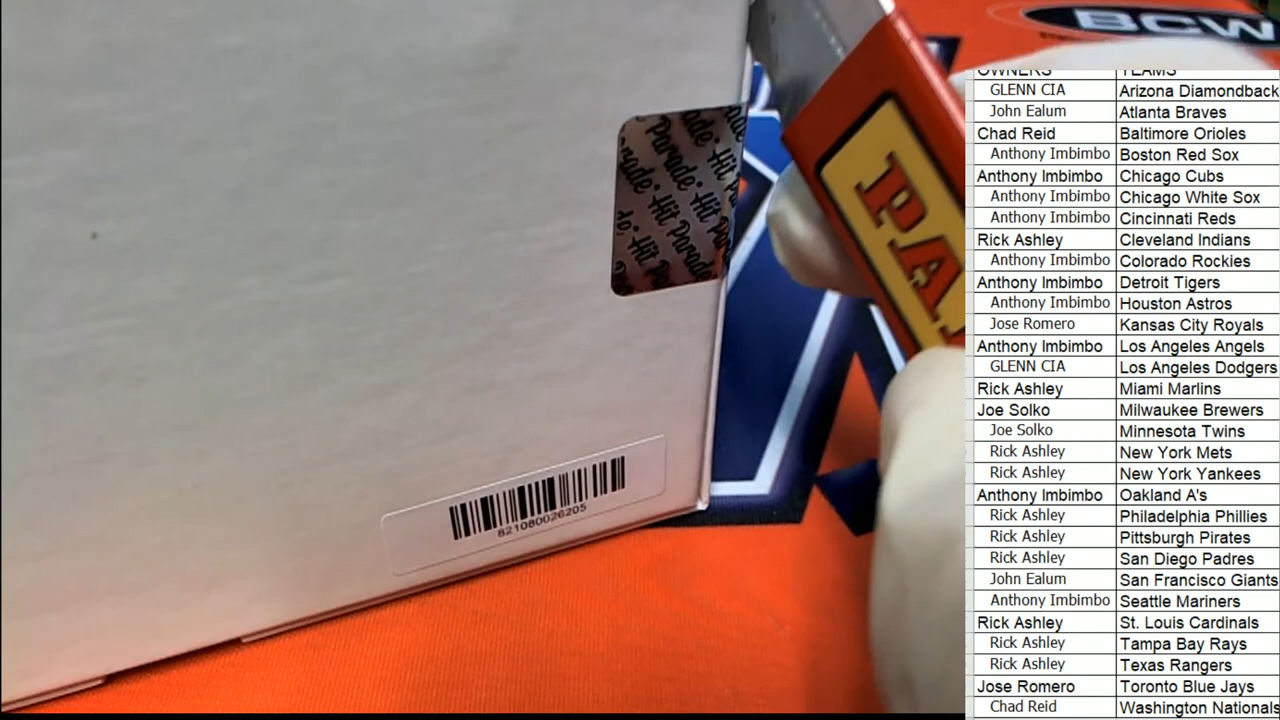 BCW
Hit Parade
PA
821080026205
OWNERS TEAMS
GLENN CIA Arizona Diamondback
John Ealum Atlanta Braves
Chad Reid Baltimore Orioles
Anthony Imbimbo Boston Red Sox
Anthony Imbimbo Chicago Cubs
Anthony Imbimbo Chicago White Sox
Anthony Imbimbo Cincinnati Reds
Rick Ashley Cleveland Indians
Anthony Imbimbo Colorado Rockies
Anthony Imbimbo Detroit Tigers
Anthony Imbimbo Houston Astros
Jose Romero Kansas City Royals
Anthony Imbimbo Los Angeles Angels
GLENN CIA Los Angeles Dodgers
Rick Ashley Miami Marlins
Joe Solko Milwaukee Brewers
Joe Solko Minnesota Twins
Rick Ashley New York Mets
Rick Ashley New York Yankees
Anthony Imbimbo Oakland A's
Rick Ashley Philadelphia Phillies
Rick Ashley Pittsburgh Pirates
Rick Ashley San Diego Padres
John Ealum San Francisco Giants
Anthony Imbimbo Seattle Mariners
Rick Ashley St. Louis Cardinals
Rick Ashley Tampa Bay Rays
Rick Ashley Texas Rangers
Jose Romero Toronto Blue Jays
Chad Reid Washington Nationals